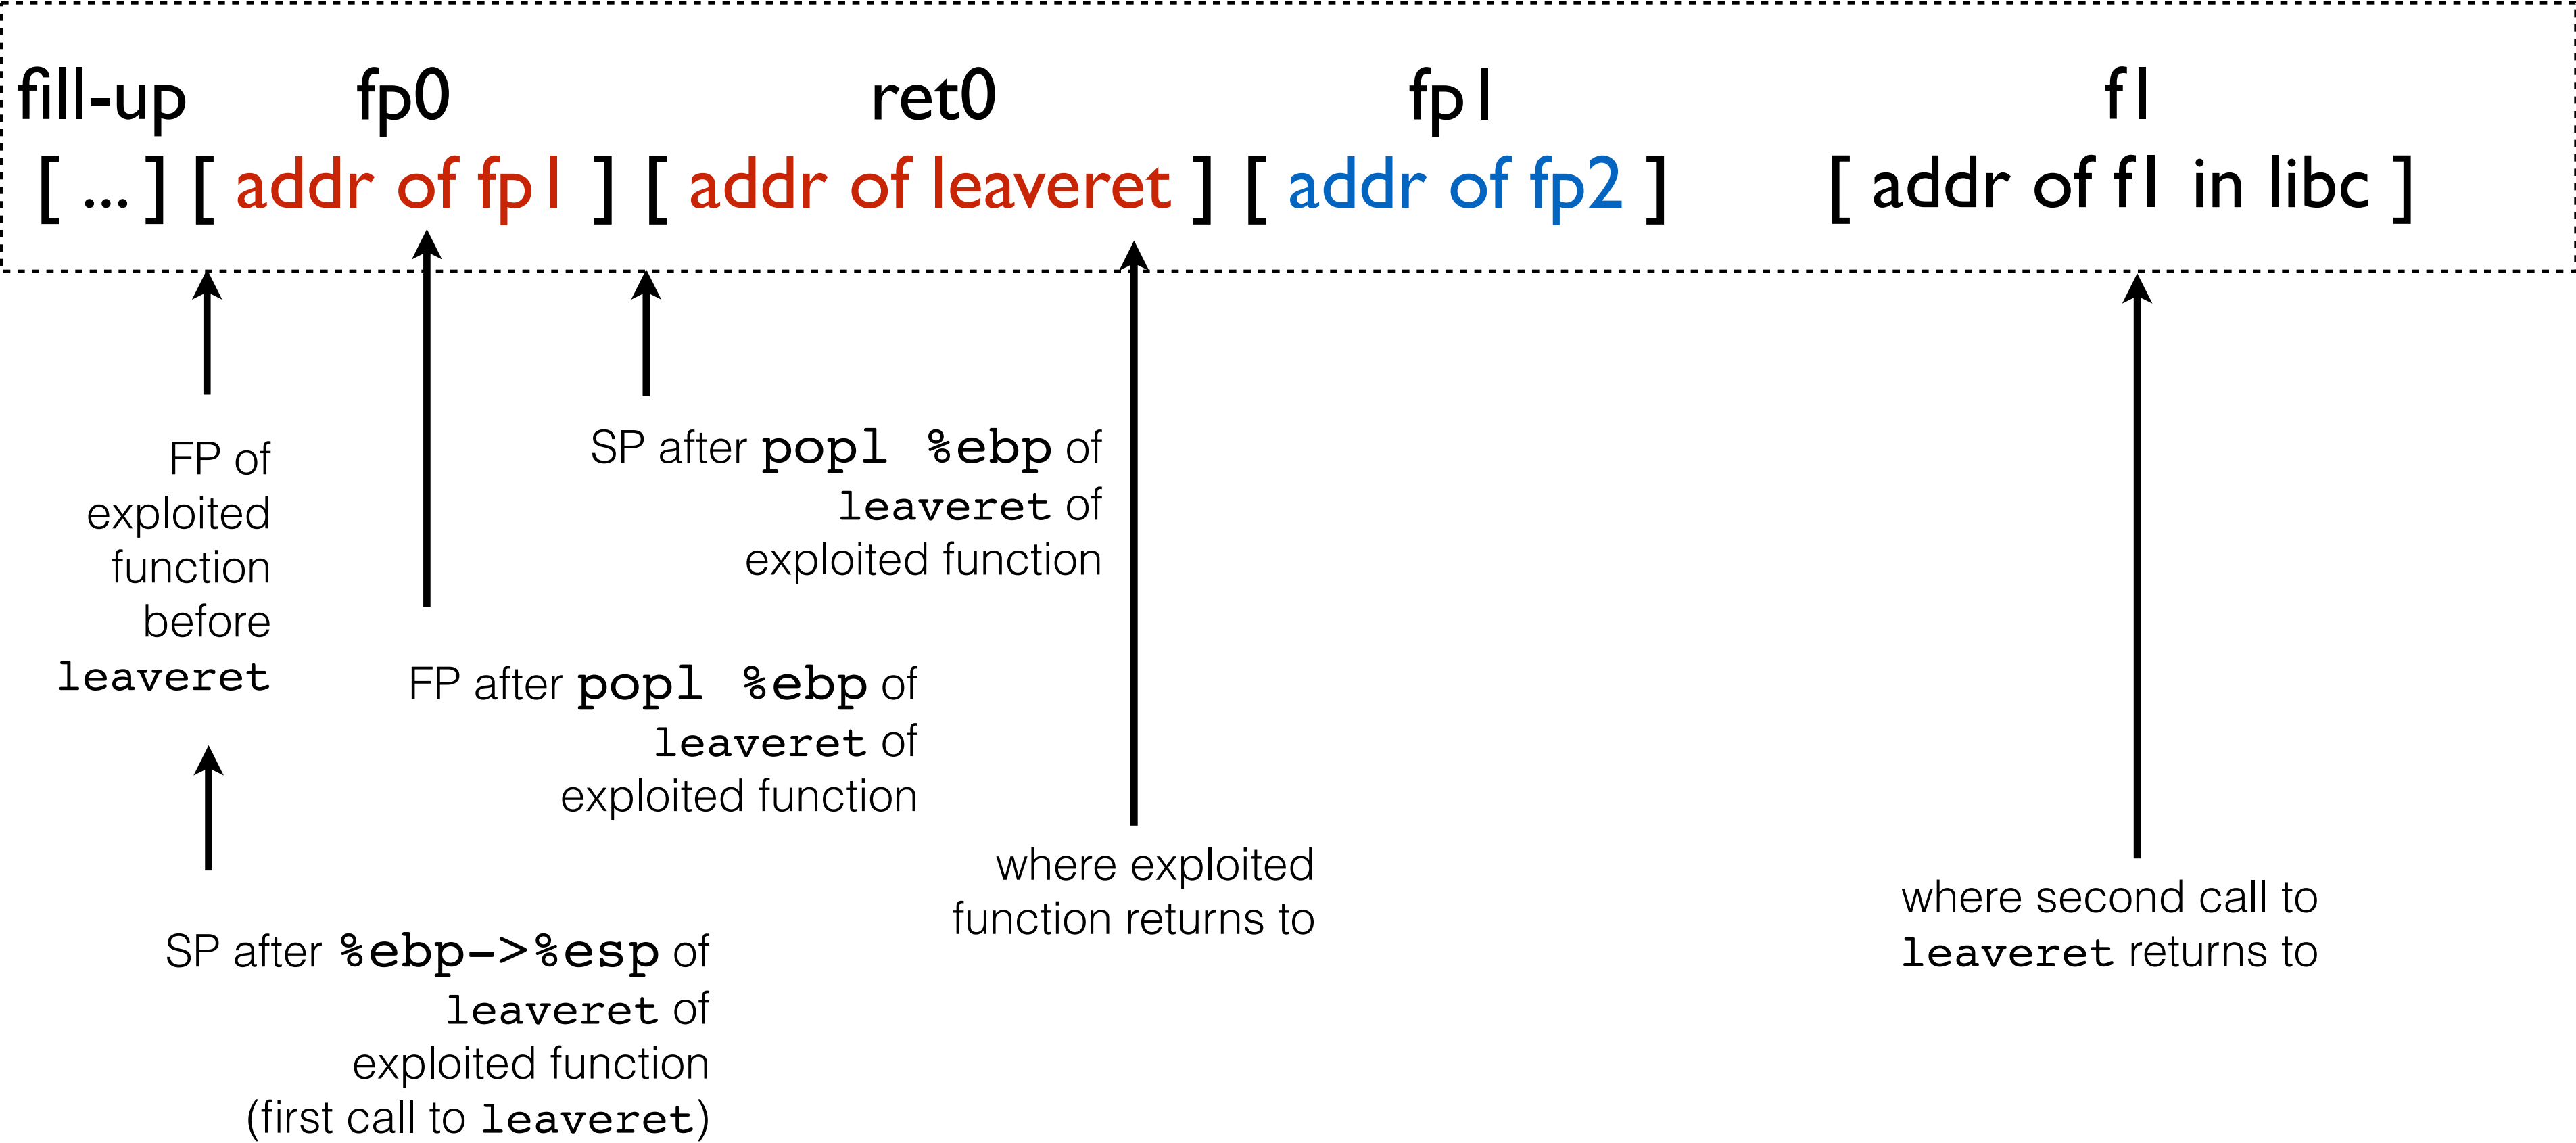 fill-up fp0 ret0 fp1 f1
[ ... ] [ addr of fp1 ] [ addr of leaveret ] [ addr of fp2 ] [ addr of f1 in libc ]
FP of
exploited
function
before
leaveret
SP after %ebp->%esp of
leaveret of
exploited function
(first call to leaveret)
FP after popl %ebp of
leaveret of
exploited function
SP after popl %ebp of
leaveret of
exploited function
where exploited
function returns to
where second call to
leaveret returns to